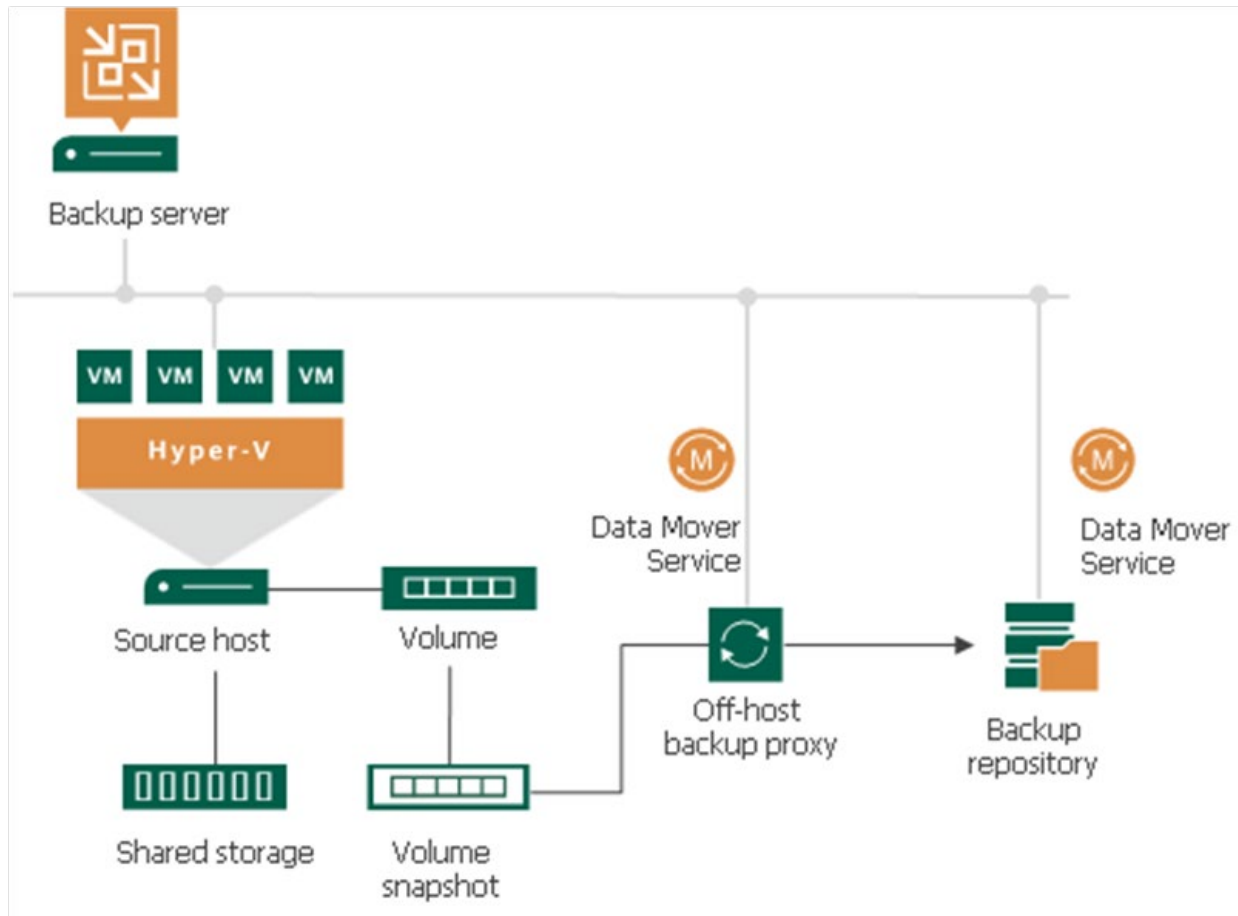 Backup server
VM VM VM VM
Hyper-V
M
M
Data Mover
Service
Data Mover
Service
Source host
Volume
Off-host
backup proxy
Backup
repository
Shared storage
Volume
snapshot